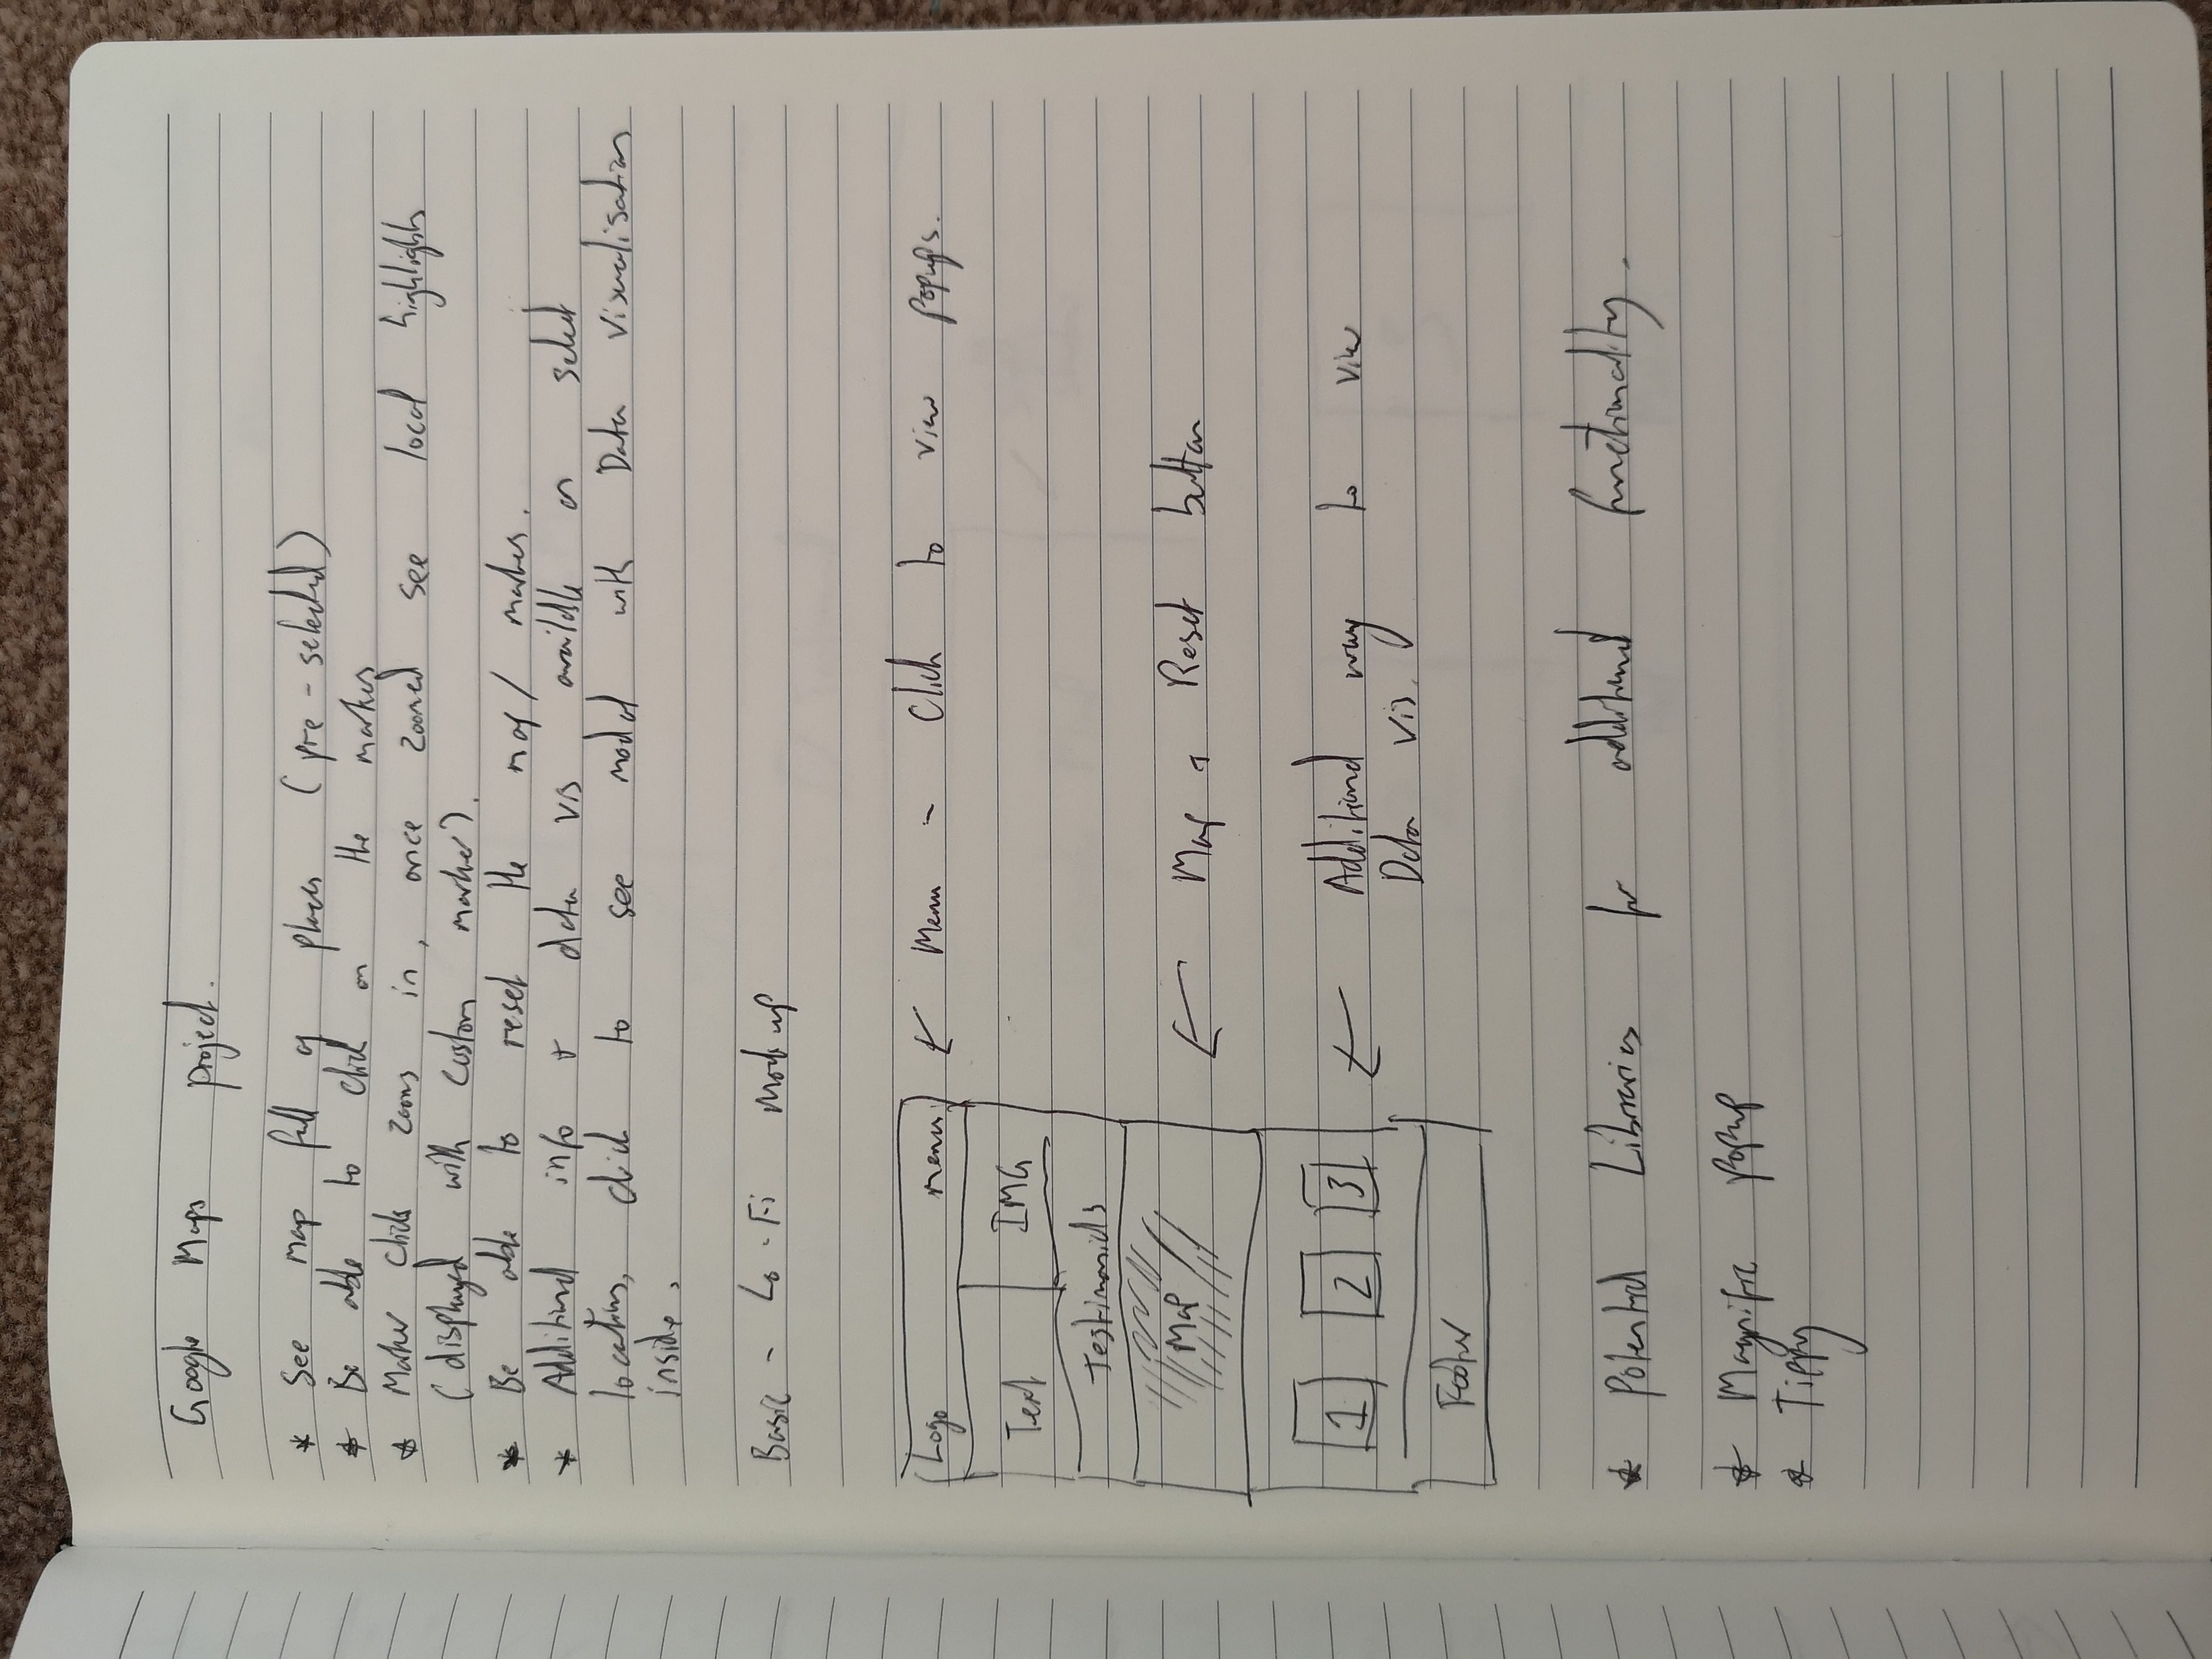 Google Maps Project.
* See map full of places (pre-selected)
* Be able to click on the markers
* Marker click zooms in, once zoomed see local highlights
(displayed with custom marker).
* Be able to reset the map/markers.
* Additional info + data vis available on select
locations, click to see modal with Data Visualisation
inside.
Basic - Lo-Fi Mock up
Logo menu
← Menu - Click to view popups.
Text IMG
Testimonials
MAP
← Map + Reset button
1 2 3
← Additional way to view
Data Vis.
Footer
* Potential Libraries for additional functionality.
* Magnific Popup
* Tippy